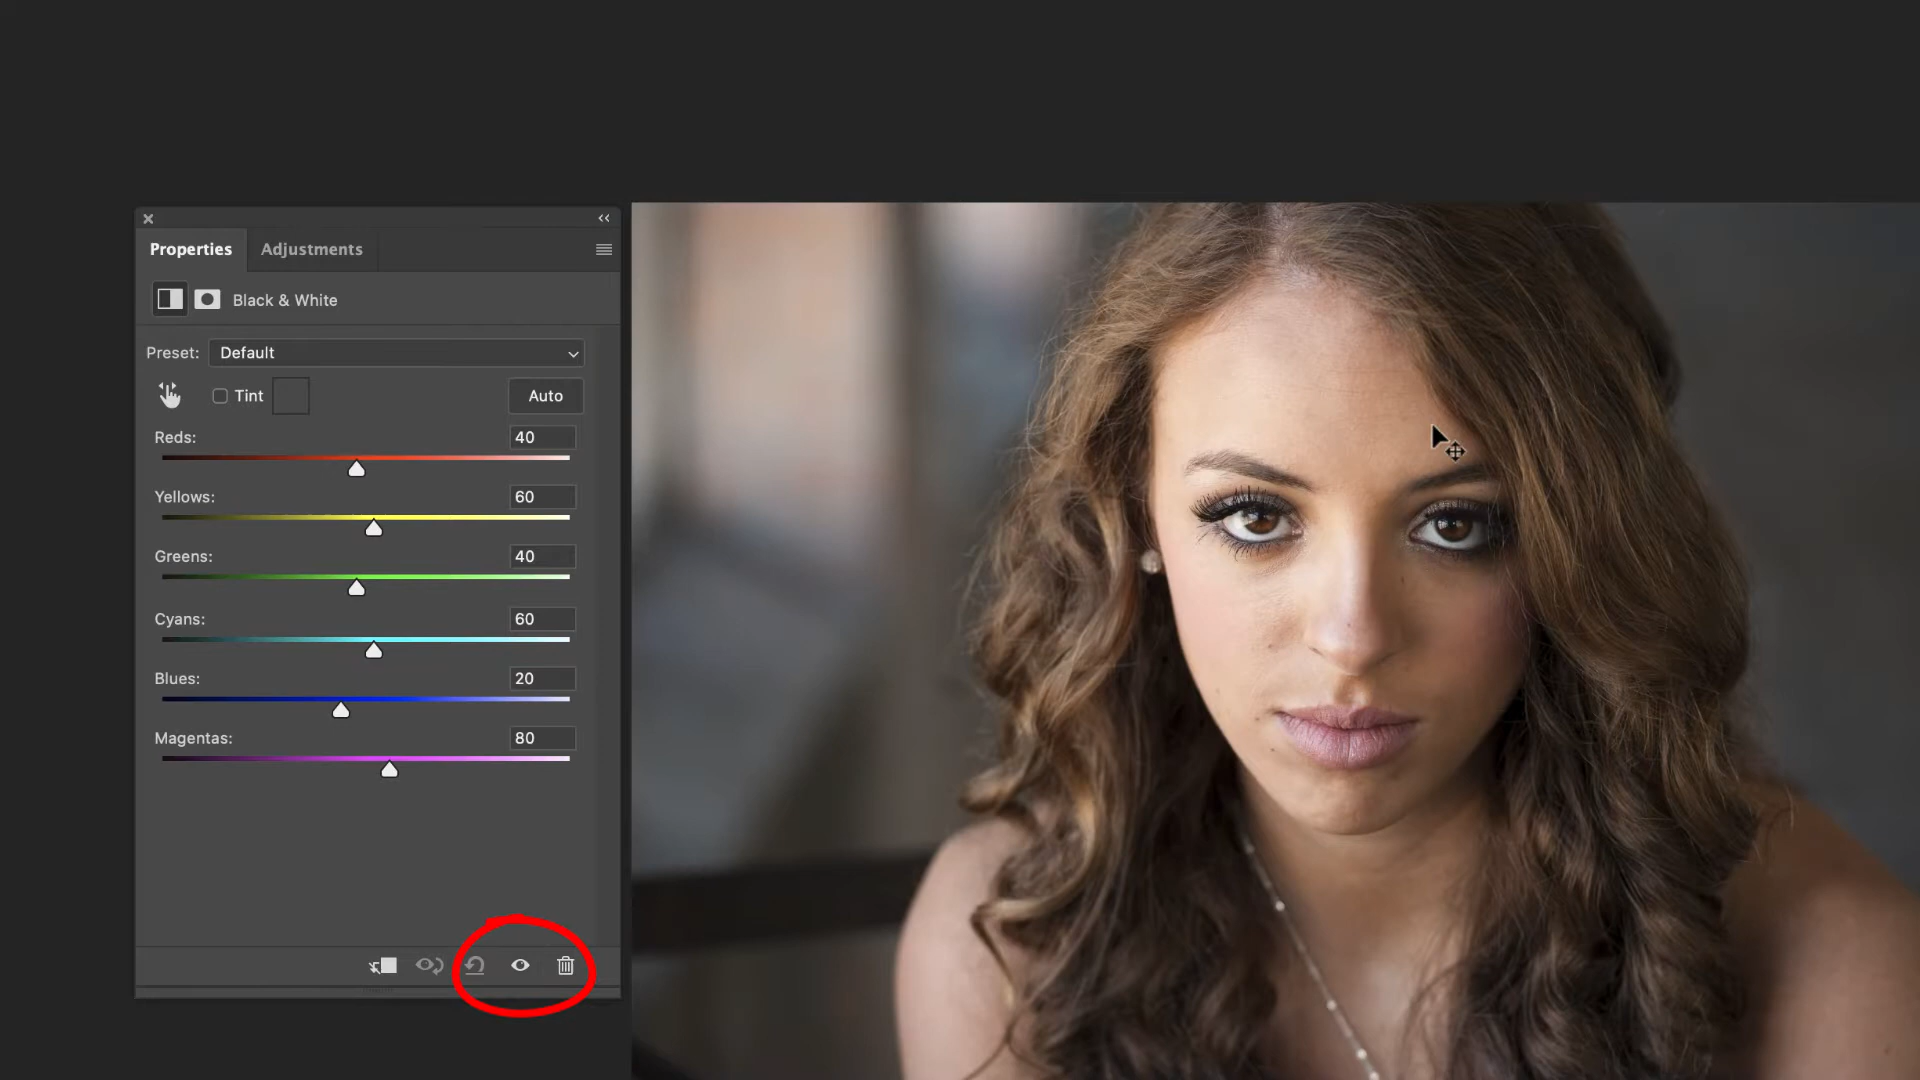 Properties
Adjustments
Black & White
Preset: Default
Tint
Auto
Reds: 40
Yellows: 60
Greens: 40
Cyans: 60
Blues: 20
Magentas: 80